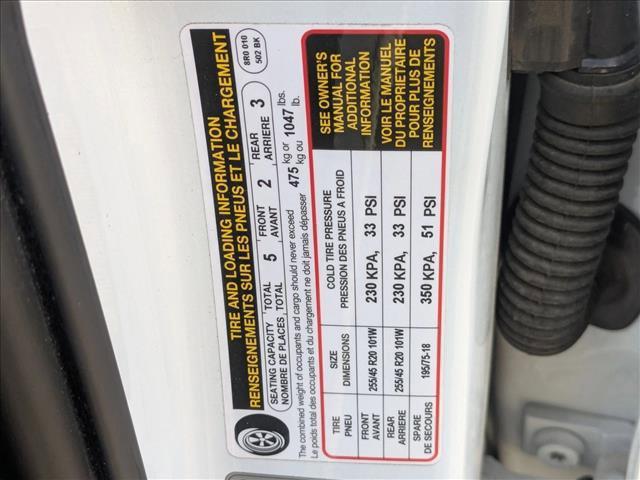 TIRE AND LOADING INFORMATION
RENSEIGNEMENTS SUR LES PNEUS ET LE CHARGEMENT
8R0 010
502 BK
SEATING CAPACITY TOTAL 5 FRONT 2 REAR 3
NOMBRE DE PLACES TOTAL AVANT ARRIERE
The combined weight of occupants and cargo should never exceed 475 kg or 1047 lbs.
Le poids total des occupants et du chargement ne doit jamais dépasser kg ou lb.
TIRE SIZE COLD TIRE PRESSURE
PNEU DIMENSIONS PRESSION DES PNEUS A FROID
FRONT 255/45 R20 101W 230 KPA, 33 PSI
AVANT
REAR 255/45 R20 101W 230 KPA, 33 PSI
ARRIERE
SPARE 195/75-18 350 KPA, 51 PSI
DE SECOURS
SEE OWNER'S
MANUAL FOR
ADDITIONAL
INFORMATION
VOIR LE MANUEL
DU PROPRIETAIRE
POUR PLUS DE
RENSEIGNEMENTS